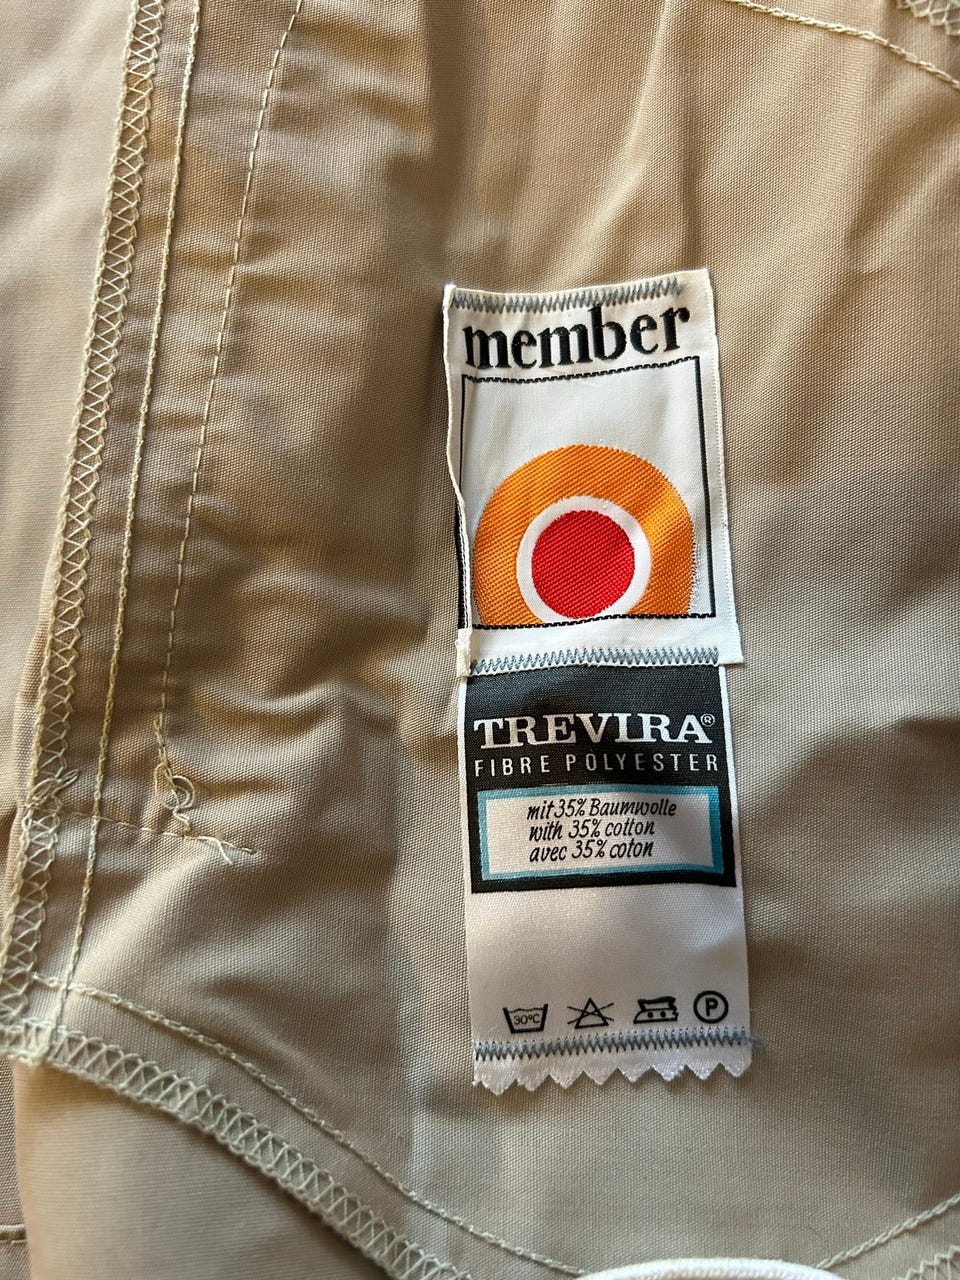 member
TREVIRA®
FIBRE POLYESTER
mit 35% Baumwolle
with 35% cotton
avec 35% coton
30°C
P